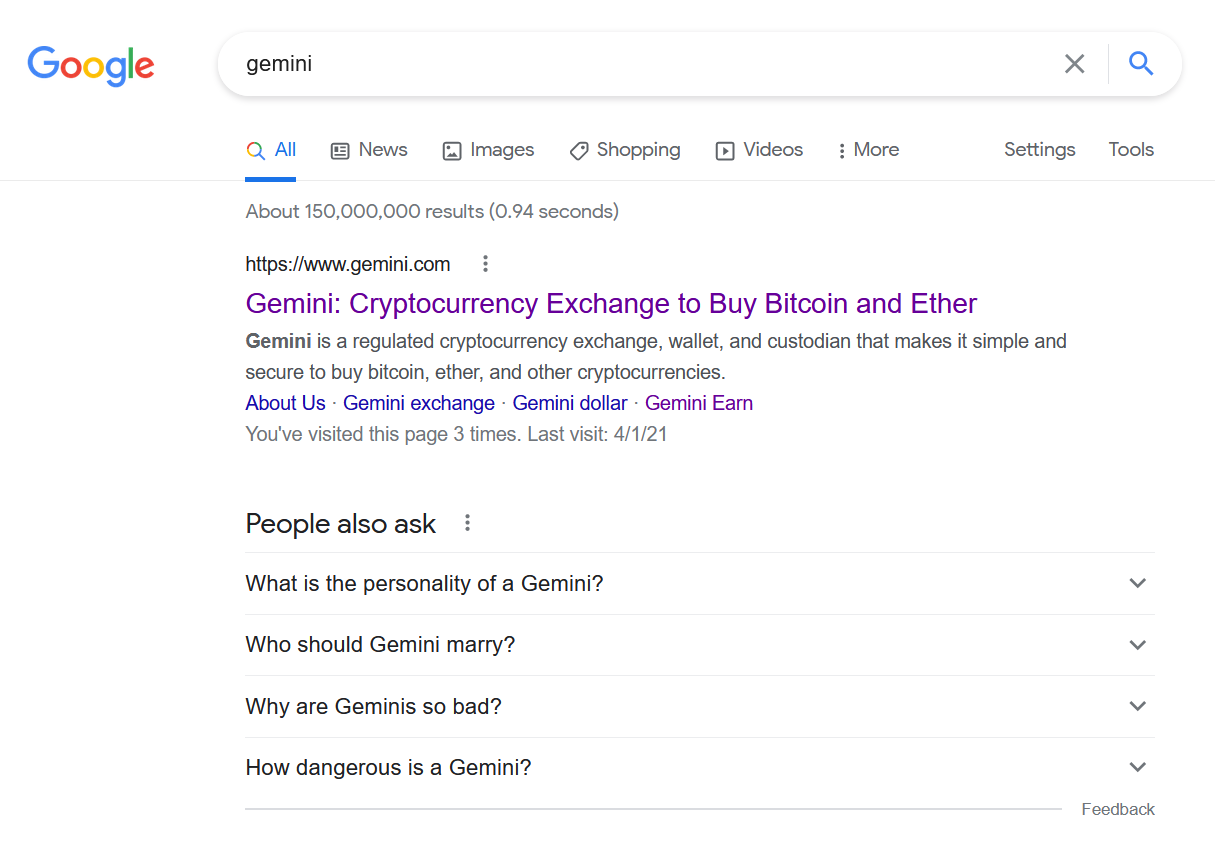 Google
gemini
All
News
Images
Shopping
Videos
More
Settings
Tools
About 150,000,000 results (0.94 seconds)
https://www.gemini.com
Gemini: Cryptocurrency Exchange to Buy Bitcoin and Ether
Gemini is a regulated cryptocurrency exchange, wallet, and custodian that makes it simple and
secure to buy bitcoin, ether, and other cryptocurrencies.
About Us · Gemini exchange · Gemini dollar · Gemini Earn
You've visited this page 3 times. Last visit: 4/1/21
People also ask
What is the personality of a Gemini?
Who should Gemini marry?
Why are Geminis so bad?
How dangerous is a Gemini?
Feedback